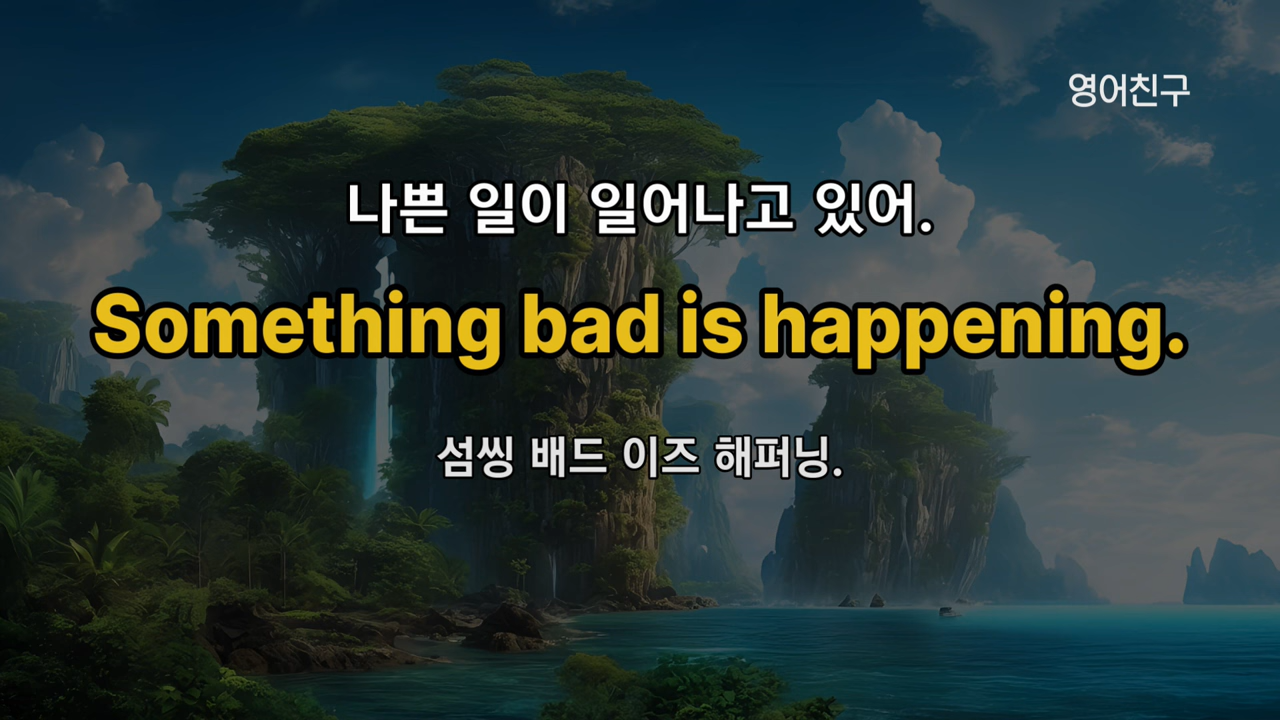 영어친구
나쁜 일이 일어나고 있어.
Something bad is happening.
섬씽 배드 이즈 해퍼닝.